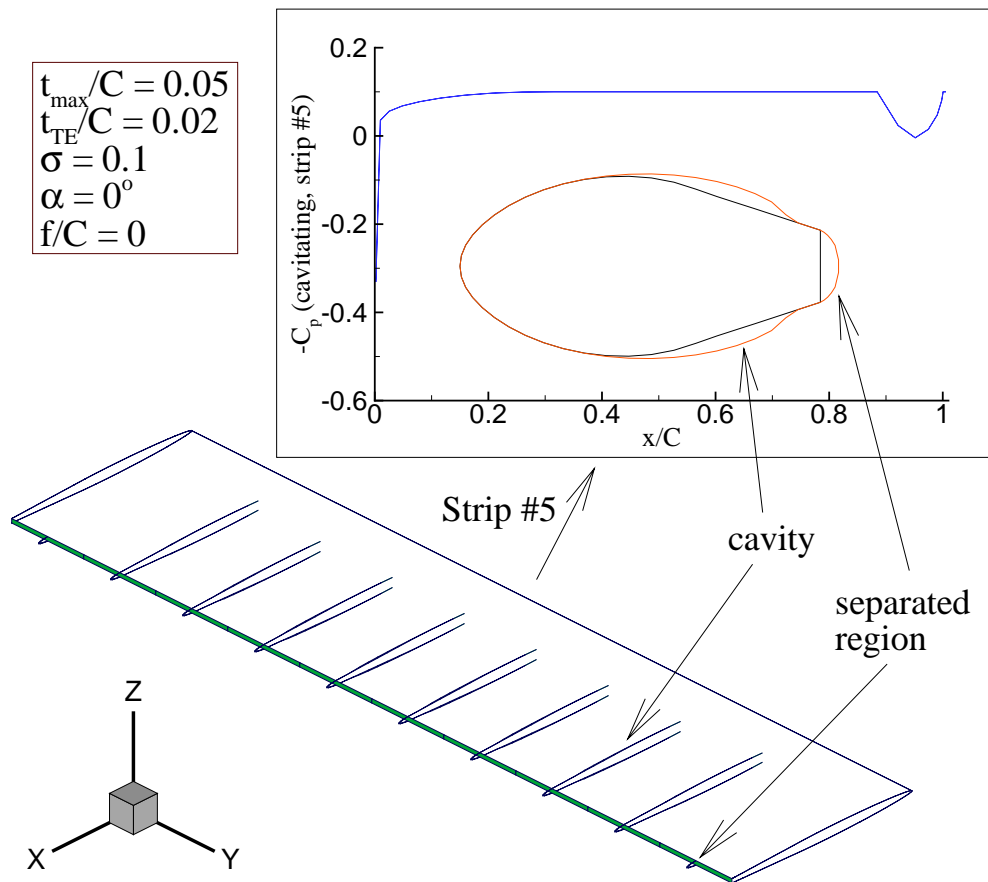 t_max/C = 0.05
t_TE/C = 0.02
σ = 0.1
α = 0°
f/C = 0
0.2
0
-0.2
-0.4
-0.6
-C_p (cavitating, strip #5)
0
0.2
0.4
0.6
0.8
1
x/C
Strip #5
cavity
separated
region
Z
X
Y